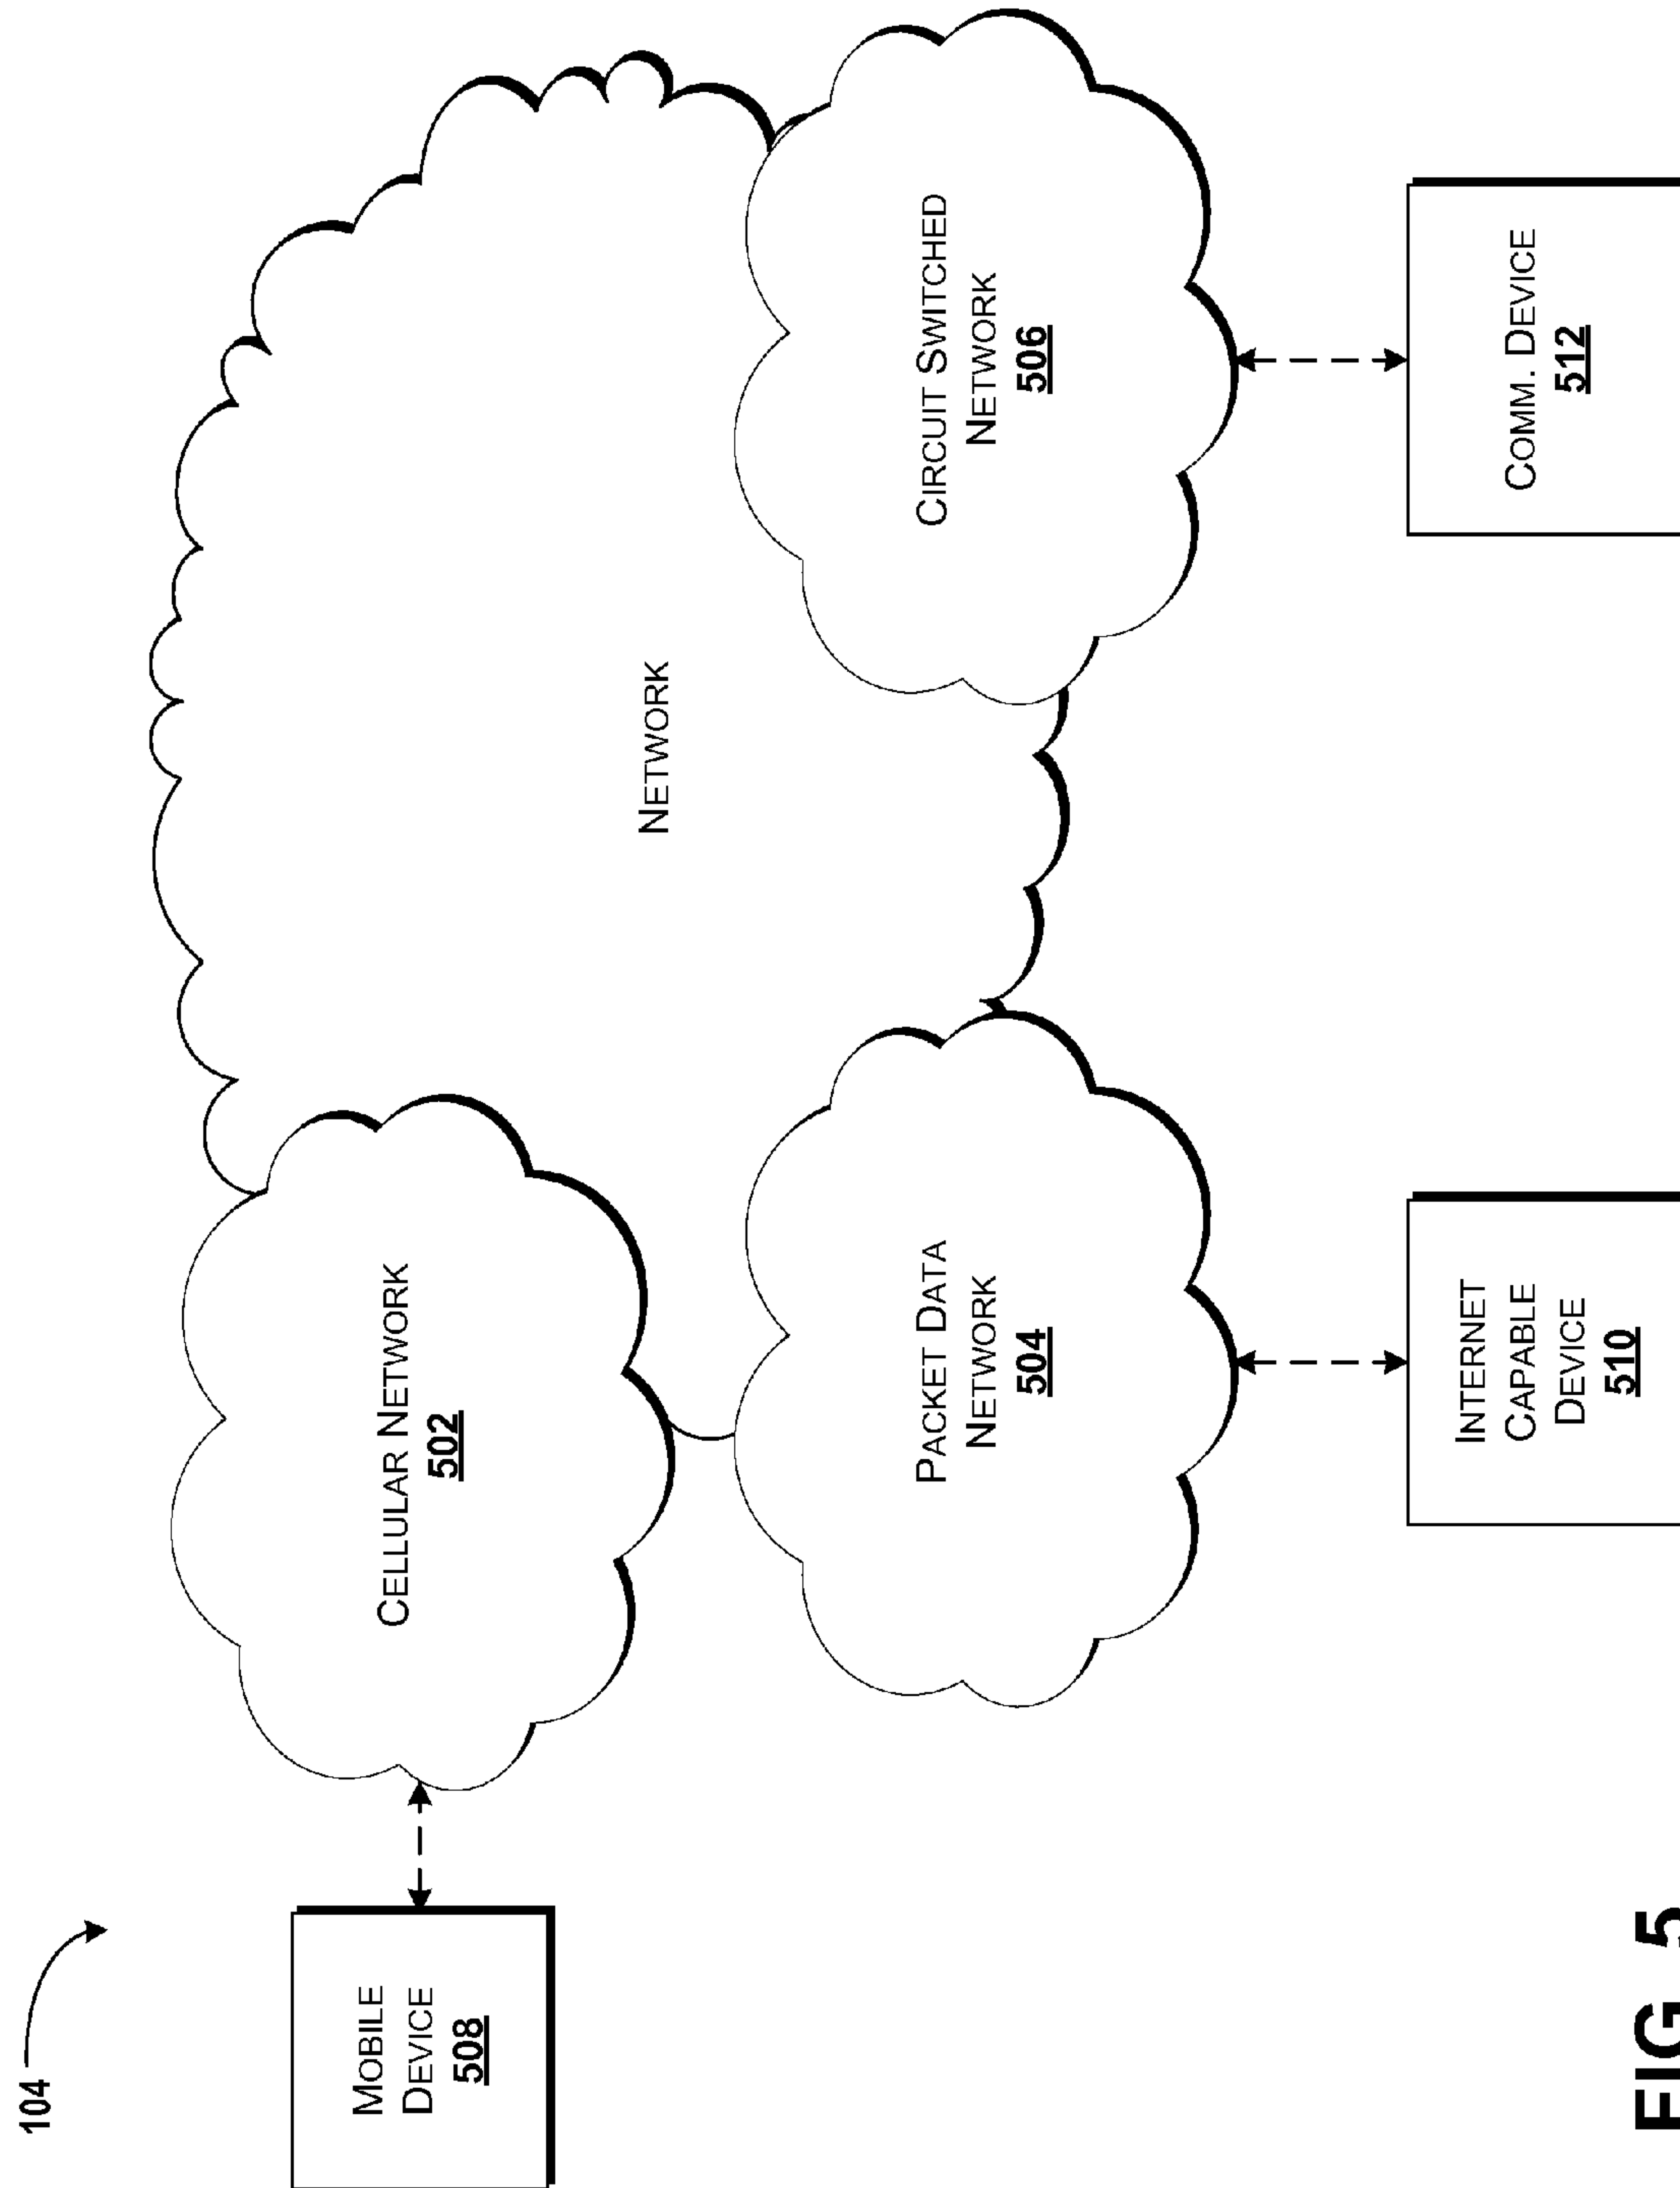 104
MOBILE
DEVICE
508
CELLULAR NETWORK
502
NETWORK
PACKET DATA
NETWORK
504
CIRCUIT SWITCHED
NETWORK
506
INTERNET
CAPABLE
DEVICE
510
COMM. DEVICE
512
FIG. 5